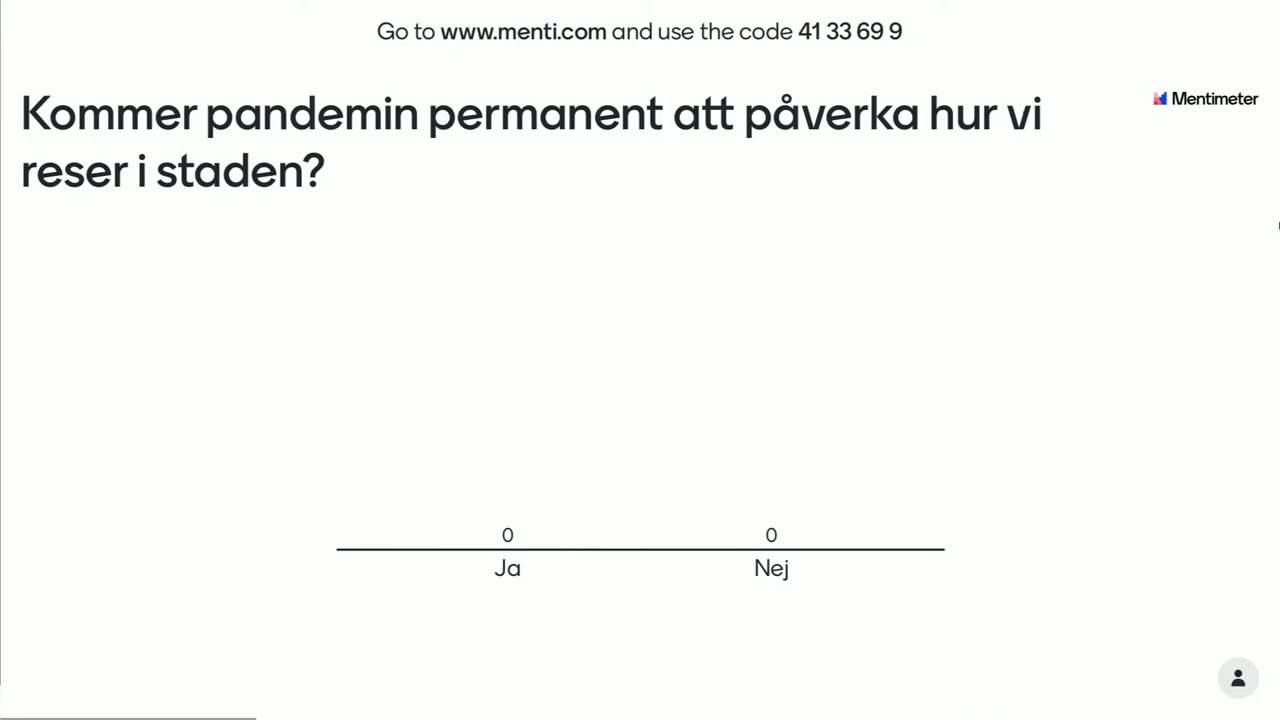 Go to www.menti.com and use the code 41 33 69 9
Kommer pandemin permanent att påverka hur vi
reser i staden?
Mentimeter
0
0
Ja
Nej